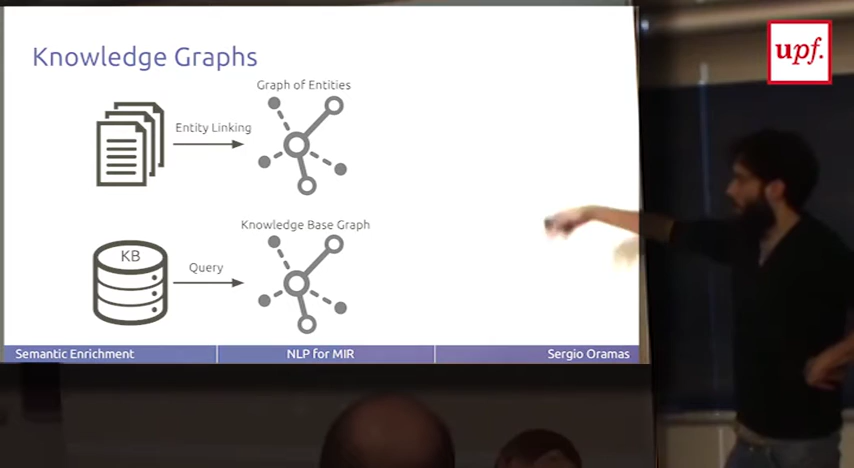 Knowledge Graphs
Graph of Entities
Entity Linking
Knowledge Base Graph
KB
Query
Semantic Enrichment
NLP for MIR
Sergio Oramas
upf.